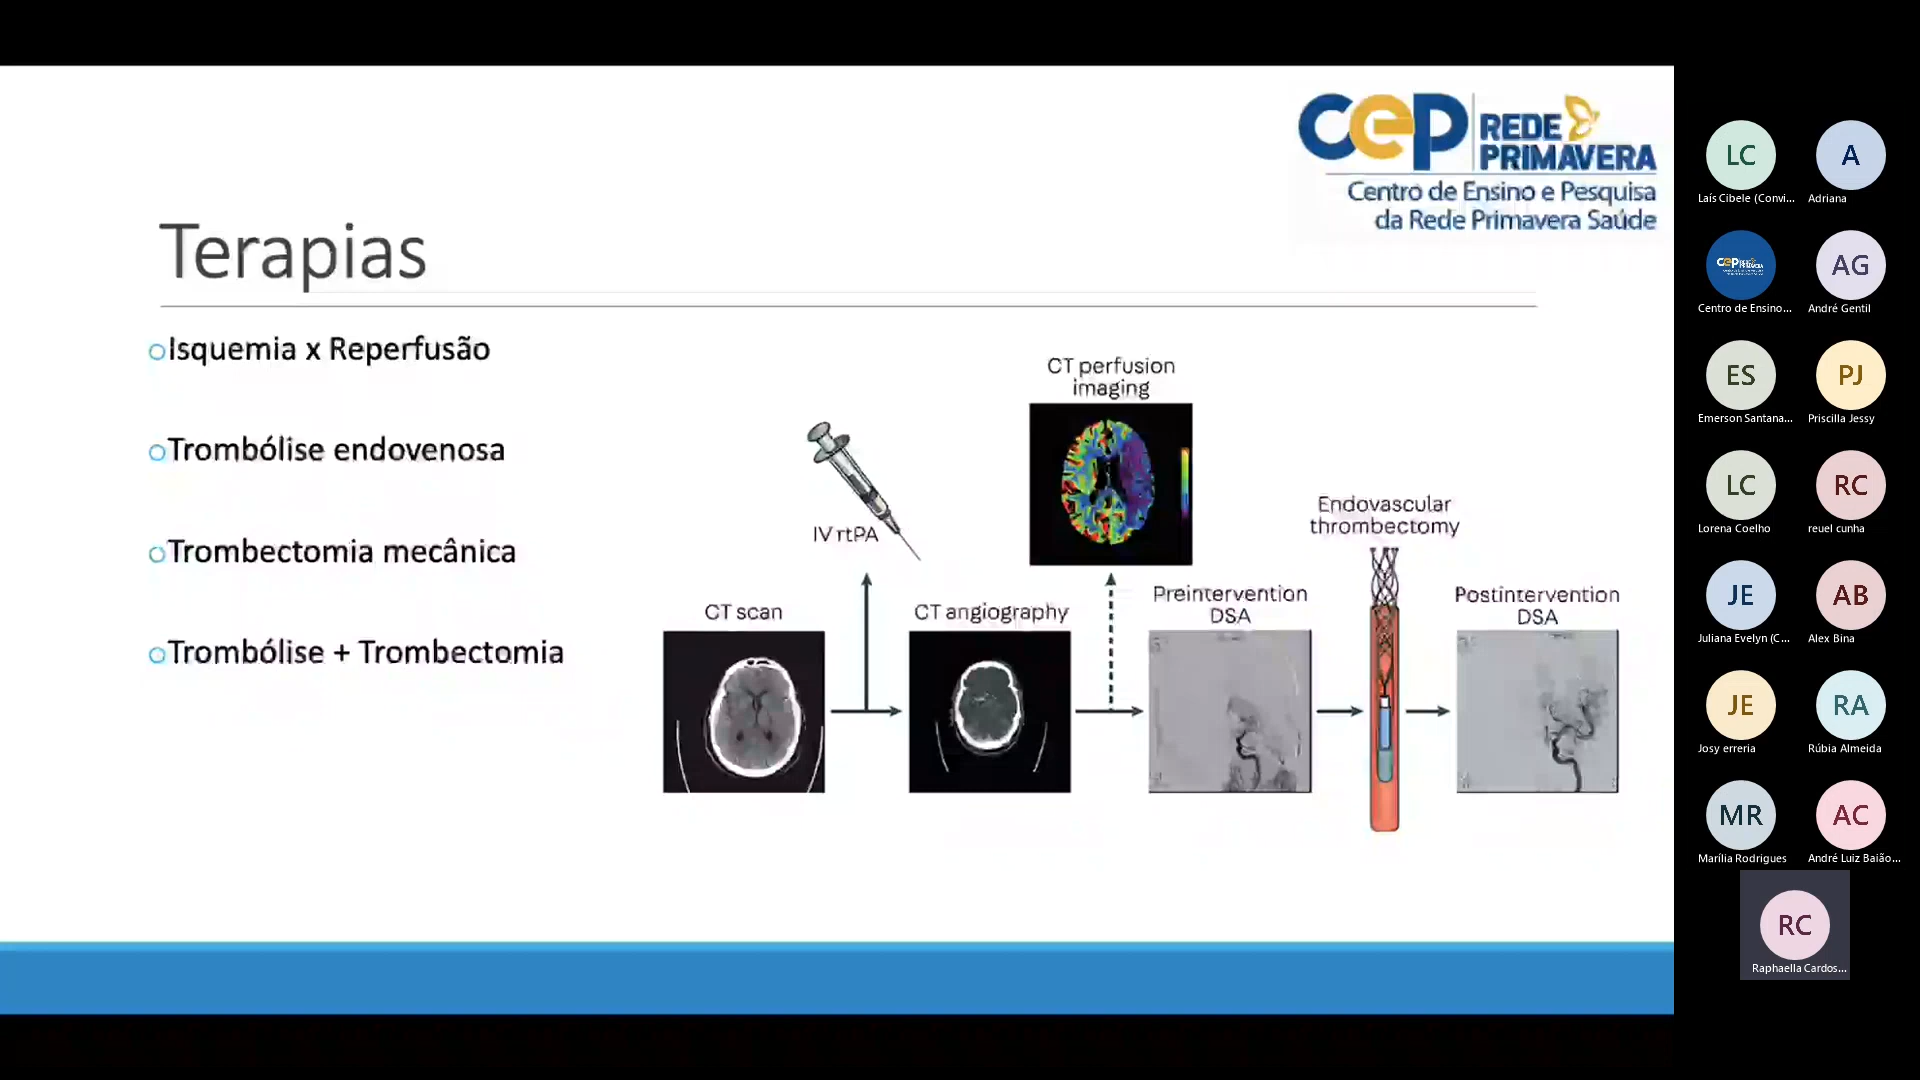 cep REDE
PRIMAVERA
Centro de Ensino e Pesquisa
da Rede Primavera Saúde
Terapias
Isquemia x Reperfusão
Trombólise endovenosa
Trombectomia mecânica
Trombólise + Trombectomia
CT scan
IV rtPA
CT angiography
CT perfusion
imaging
Preintervention
DSA
Endovascular
thrombectomy
Postintervention
DSA
LC
Laís Cibele (Convi...
A
Adriana
Centro de Ensino...
AG
André Gentil
ES
Emerson Santana...
PJ
Priscilla Jessy
LC
Lorena Coelho
RC
reuel cunha
JE
Juliana Evelyn (C...
AB
Alex Bina
JE
Josy erreria
RA
Rúbia Almeida
MR
Marília Rodrigues
AC
André Luiz Baião...
RC
Raphaella Cardos...